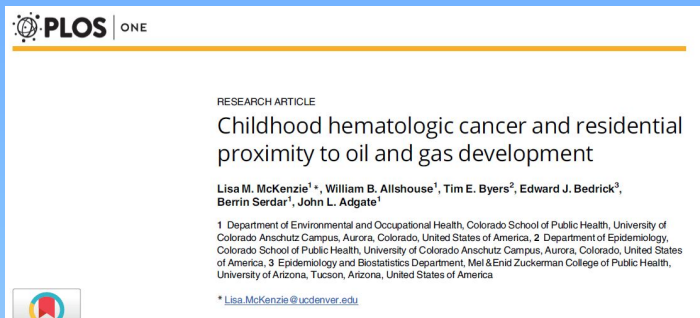 PLOS ONE
RESEARCH ARTICLE
Childhood hematologic cancer and residential
proximity to oil and gas development
Lisa M. McKenzie1*, William B. Allshouse1, Tim E. Byers2, Edward J. Bedrick3,
Berrin Serdar1, John L. Adgate1
1 Department of Environmental and Occupational Health, Colorado School of Public Health, University of
Colorado Anschutz Campus, Aurora, Colorado, United States of America, 2 Department of Epidemiology,
Colorado School of Public Health, University of Colorado Anschutz Campus, Aurora, Colorado, United States
of America, 3 Epidemiology and Biostatistics Department, Mel & Enid Zuckerman College of Public Health,
University of Arizona, Tucson, Arizona, United States of America
* Lisa.McKenzie@ucdenver.edu